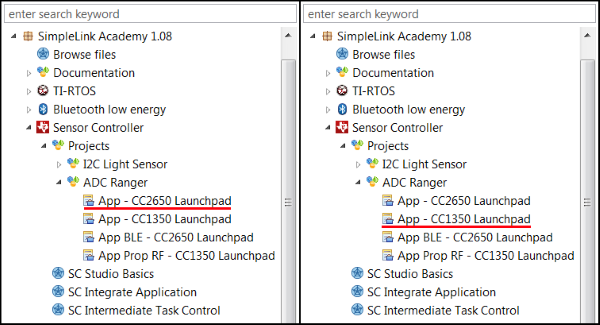 enter search keyword
SimpleLink Academy 1.08
Browse files
Documentation
TI-RTOS
Bluetooth low energy
Sensor Controller
Projects
I2C Light Sensor
ADC Ranger
App - CC2650 Launchpad
App - CC1350 Launchpad
App BLE - CC2650 Launchpad
App Prop RF - CC1350 Launchpad
SC Studio Basics
SC Integrate Application
SC Intermediate Task Control
enter search keyword
SimpleLink Academy 1.08
Browse files
Documentation
TI-RTOS
Bluetooth low energy
Sensor Controller
Projects
I2C Light Sensor
ADC Ranger
App - CC2650 Launchpad
App - CC1350 Launchpad
App BLE - CC2650 Launchpad
App Prop RF - CC1350 Launchpad
SC Studio Basics
SC Integrate Application
SC Intermediate Task Control